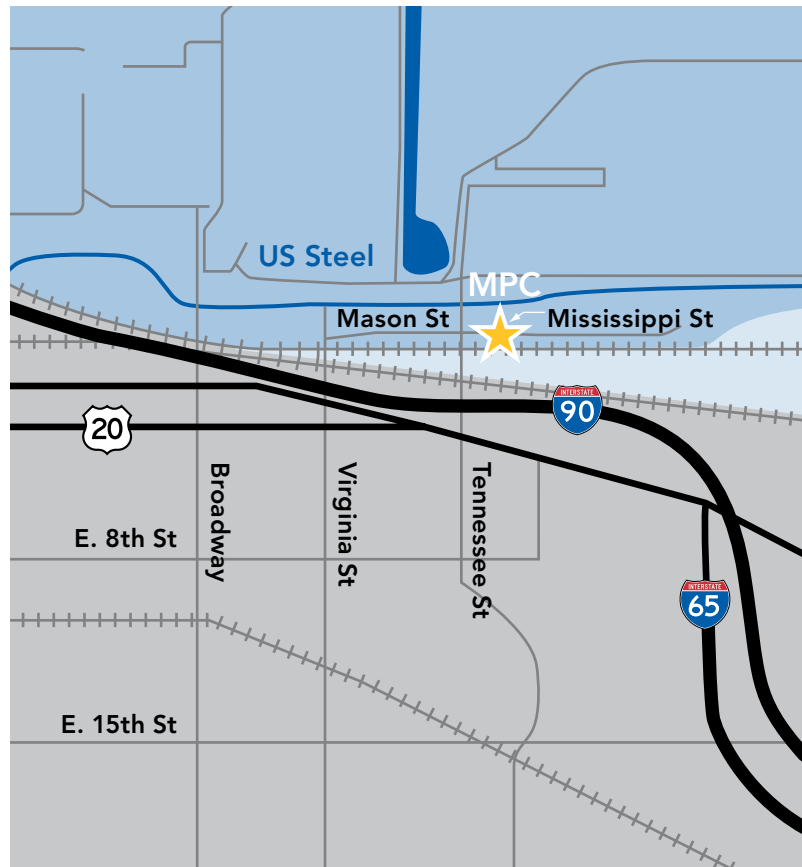 US Steel
MPC
Mason St
Mississippi St
INTERSTATE
90
20
Broadway
Virginia St
Tennessee St
E. 8th St
INTERSTATE
65
E. 15th St